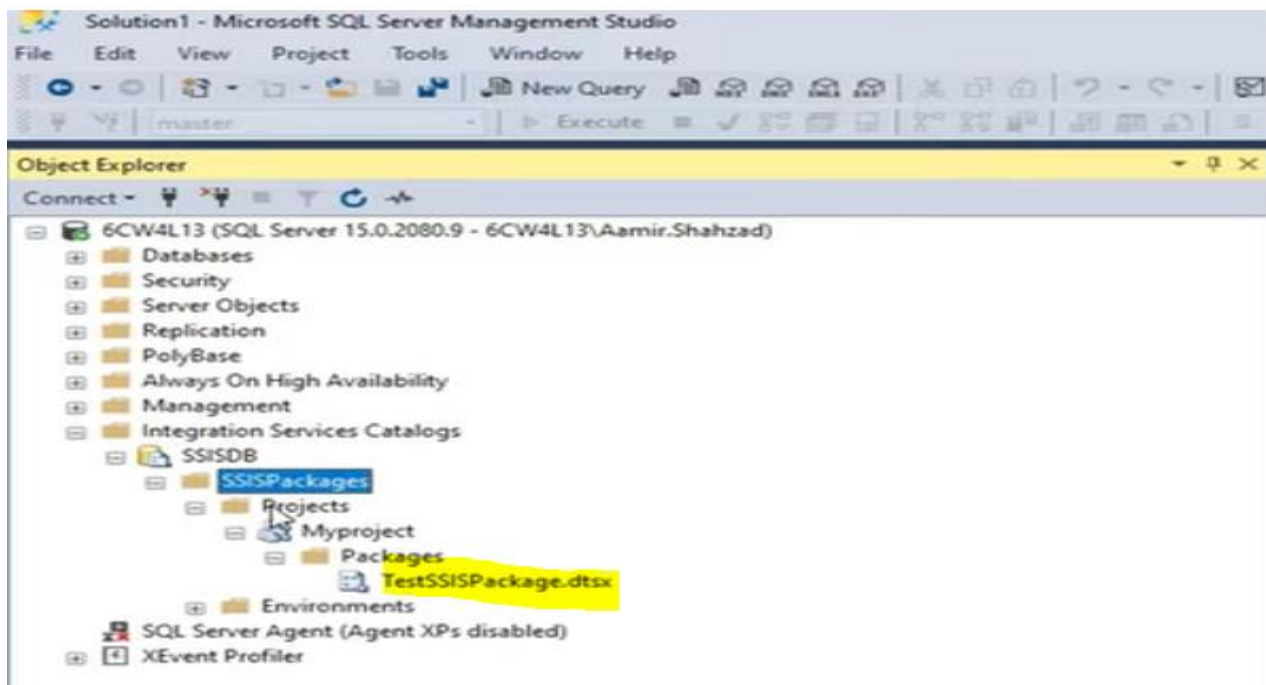 Solution1 - Microsoft SQL Server Management Studio
File Edit View Project Tools Window Help
New Query
master Execute
Object Explorer
Connect
6CW4L13 (SQL Server 15.0.2080.9 - 6CW4L13\Aamir.Shahzad)
Databases
Security
Server Objects
Replication
PolyBase
Always On High Availability
Management
Integration Services Catalogs
SSISDB
SSISPackages
Projects
Myproject
Packages
TestSSISPackage.dtsx
Environments
SQL Server Agent (Agent XPs disabled)
XEvent Profiler